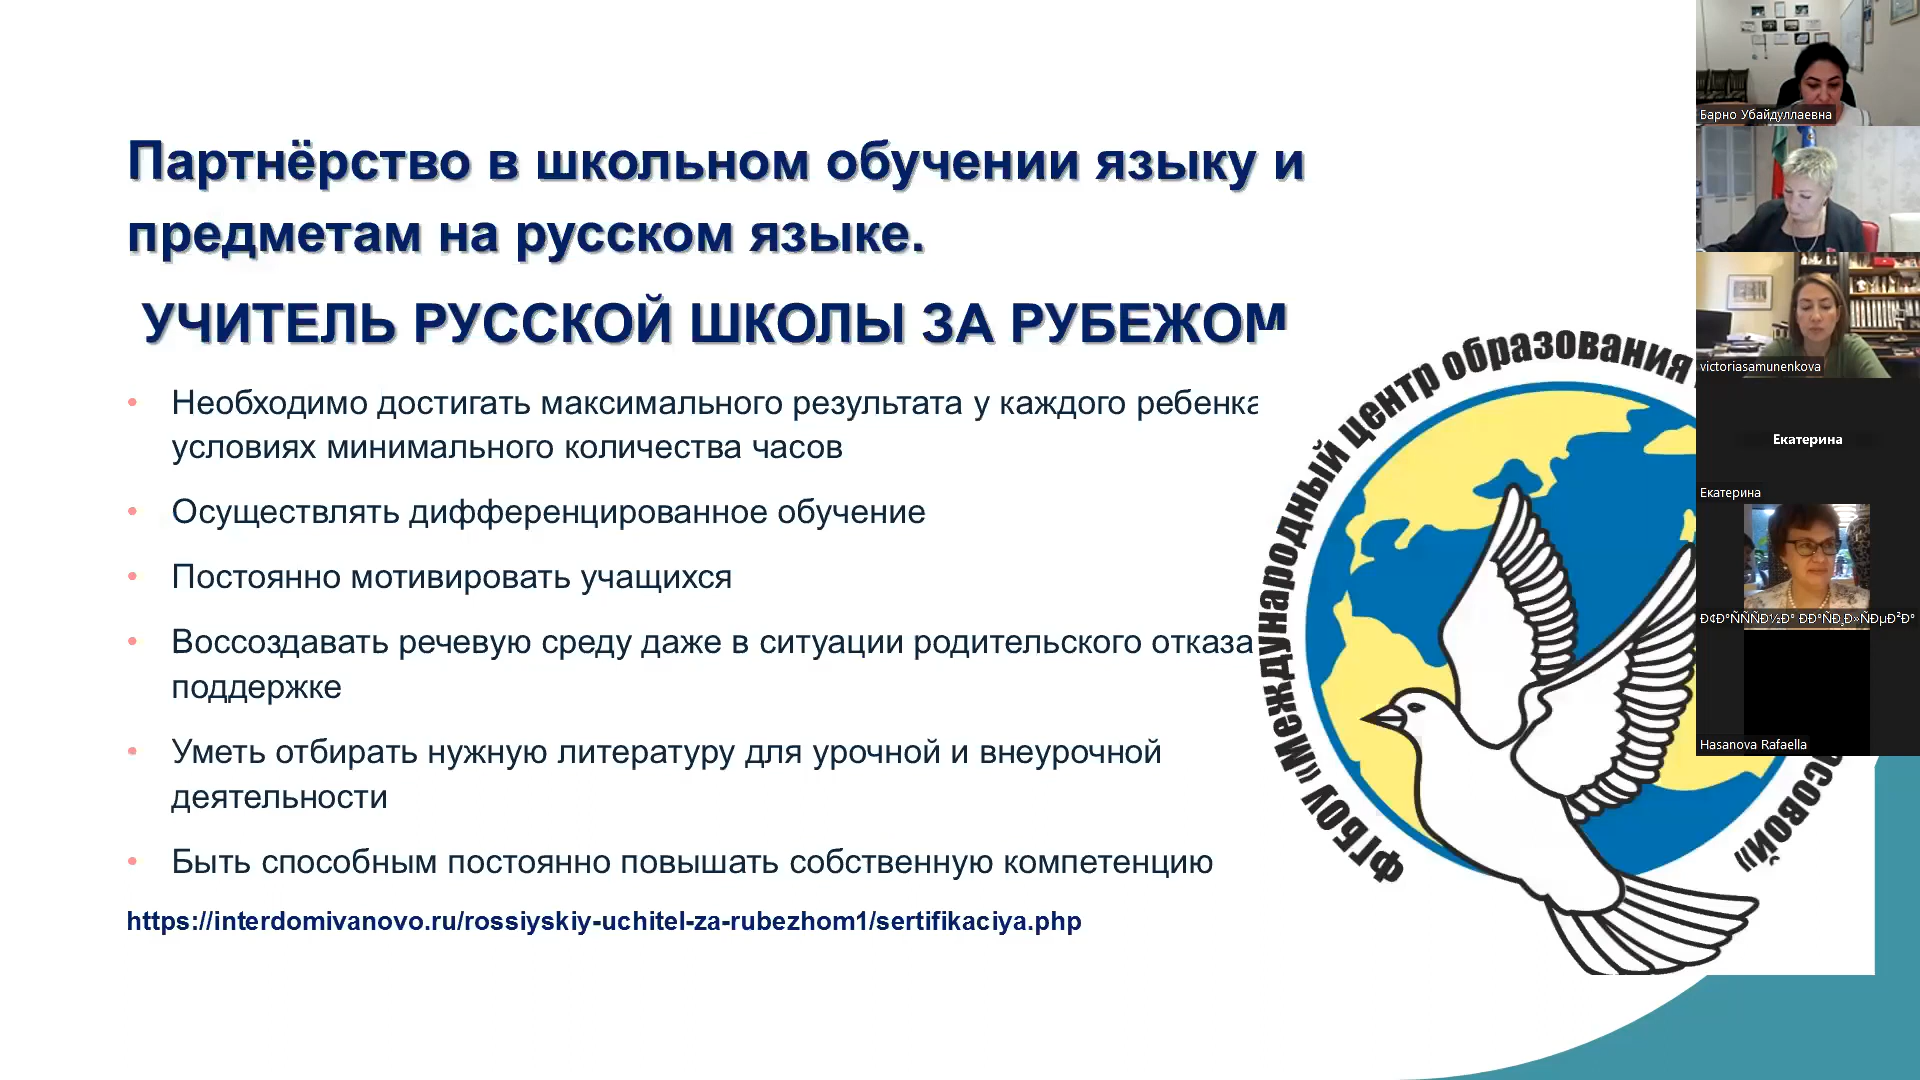 Партнёрство в школьном обучении языку и
предметам на русском языке.
УЧИТЕЛЬ РУССКОЙ ШКОЛЫ ЗА РУБЕЖОМ
• Необходимо достигать максимального результата у каждого ребенка
условиях минимального количества часов
• Осуществлять дифференцированное обучение
• Постоянно мотивировать учащихся
• Воссоздавать речевую среду даже в ситуации родительского отказа
поддержке
• Уметь отбирать нужную литературу для урочной и внеурочной
деятельности
• Быть способным постоянно повышать собственную компетенцию
https://interdomivanovo.ru/rossiyskiy-uchitel-za-rubezhom1/sertifikaciya.php
ФГБОУ «Международный центр образования
Барно Убайдуллаевна
victoriasamunenkova
Екатерина
Екатерина
Hasanova Rafaella